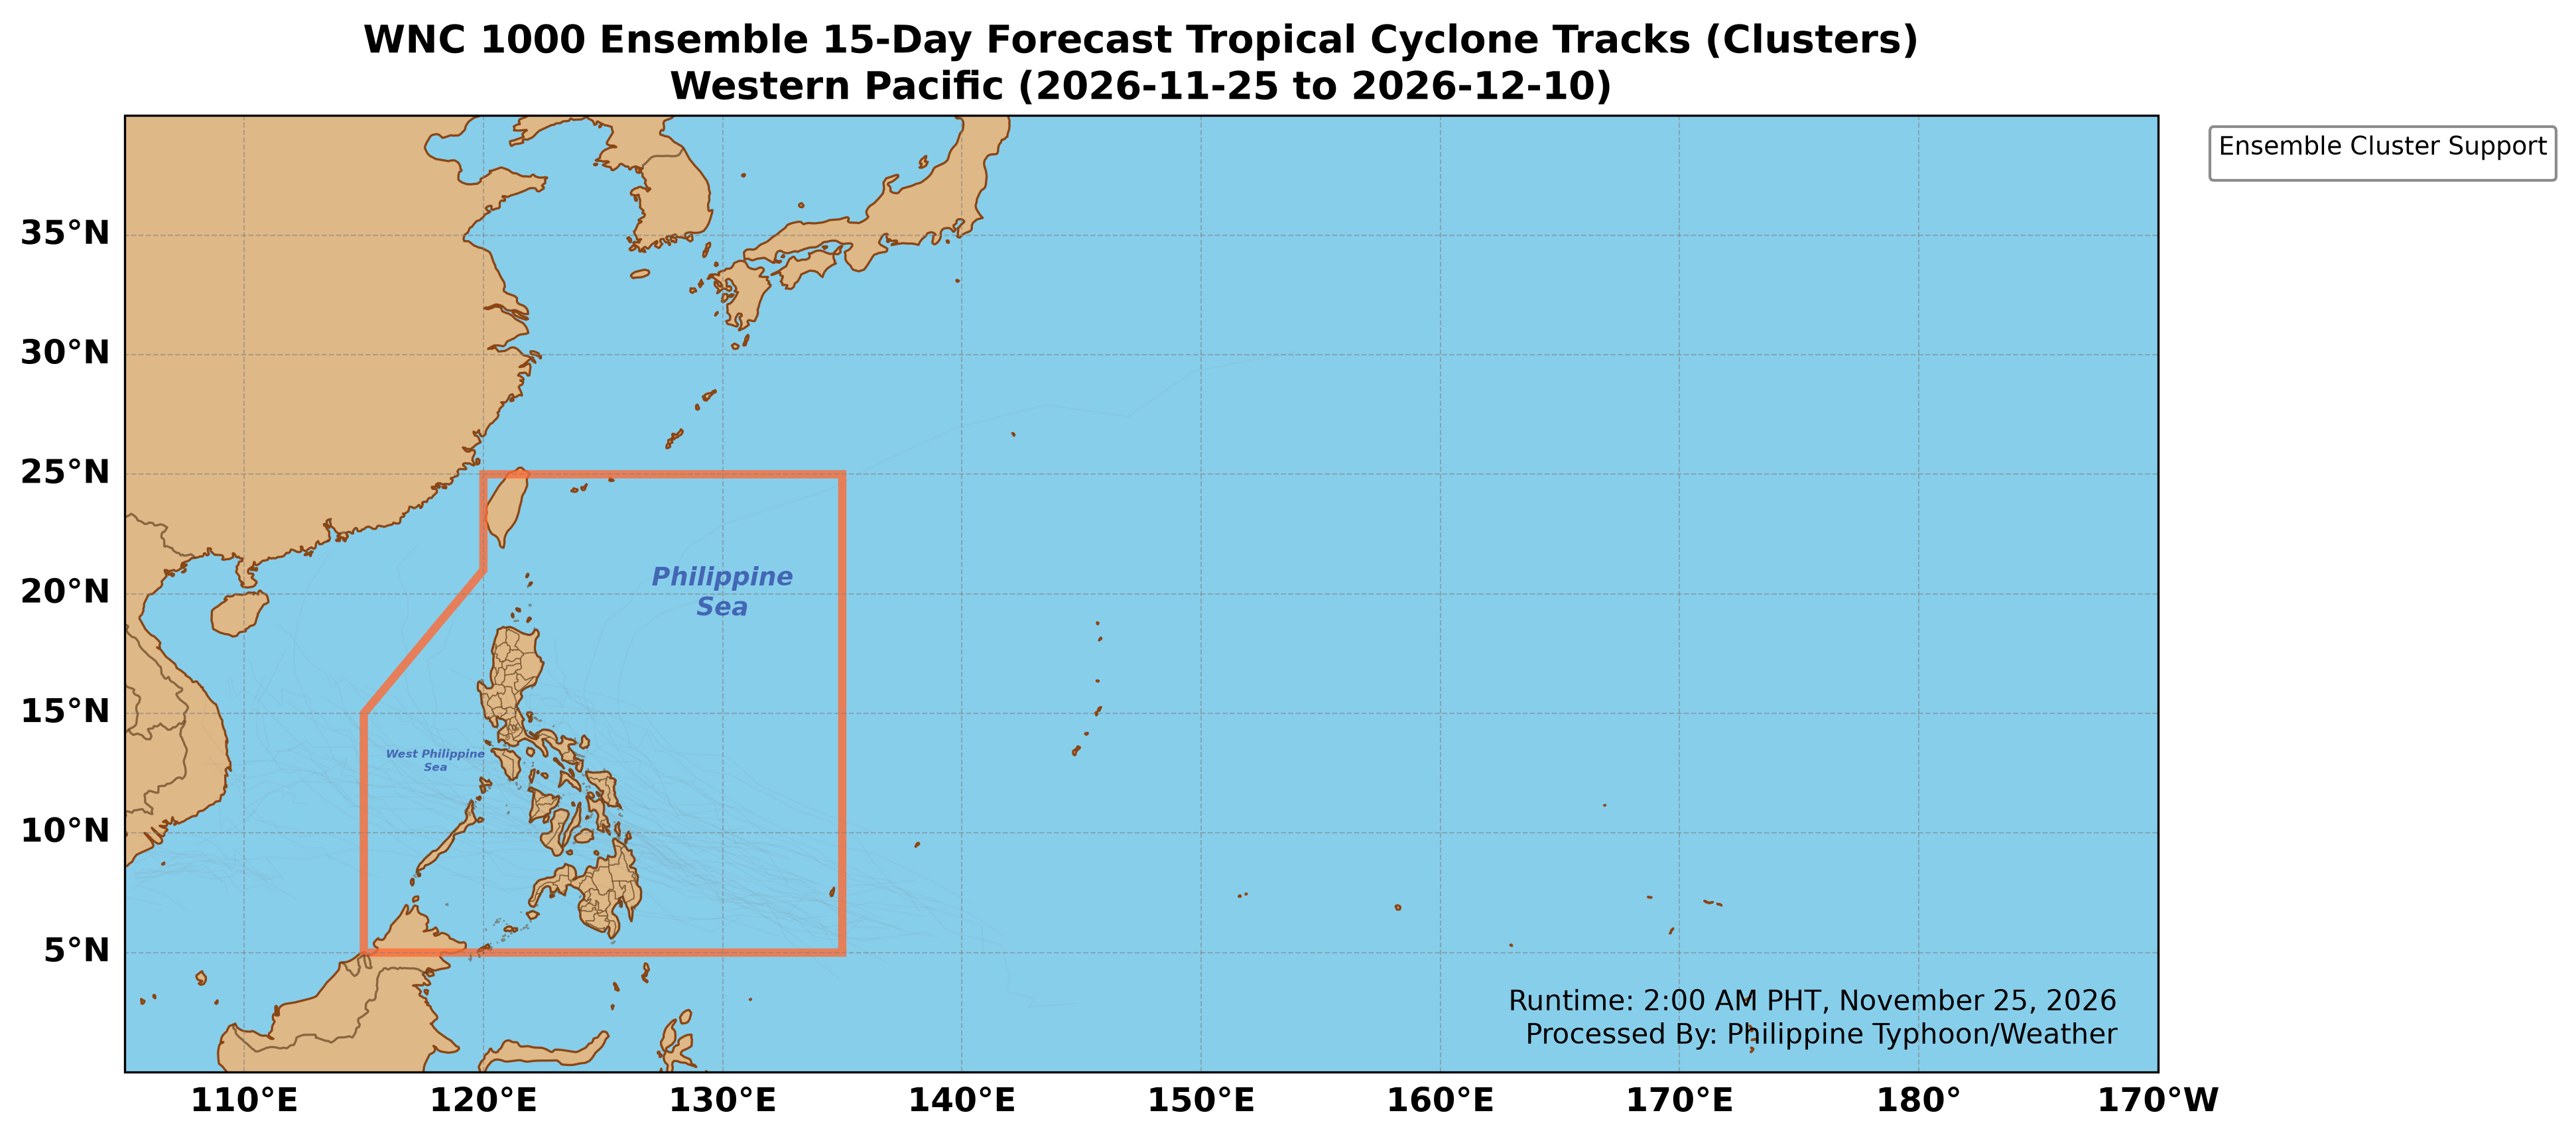 WNC 1000 Ensemble 15-Day Forecast Tropical Cyclone Tracks (Clusters)
Western Pacific (2026-11-25 to 2026-12-10)
Ensemble Cluster Support
35°N
30°N
25°N
20°N
15°N
10°N
5°N
Philippine
Sea
West Philippine
Sea
Runtime: 2:00 AM PHT, November 25, 2026
Processed By: Philippine Typhoon/Weather
110°E
120°E
130°E
140°E
150°E
160°E
170°E
180°
170°W